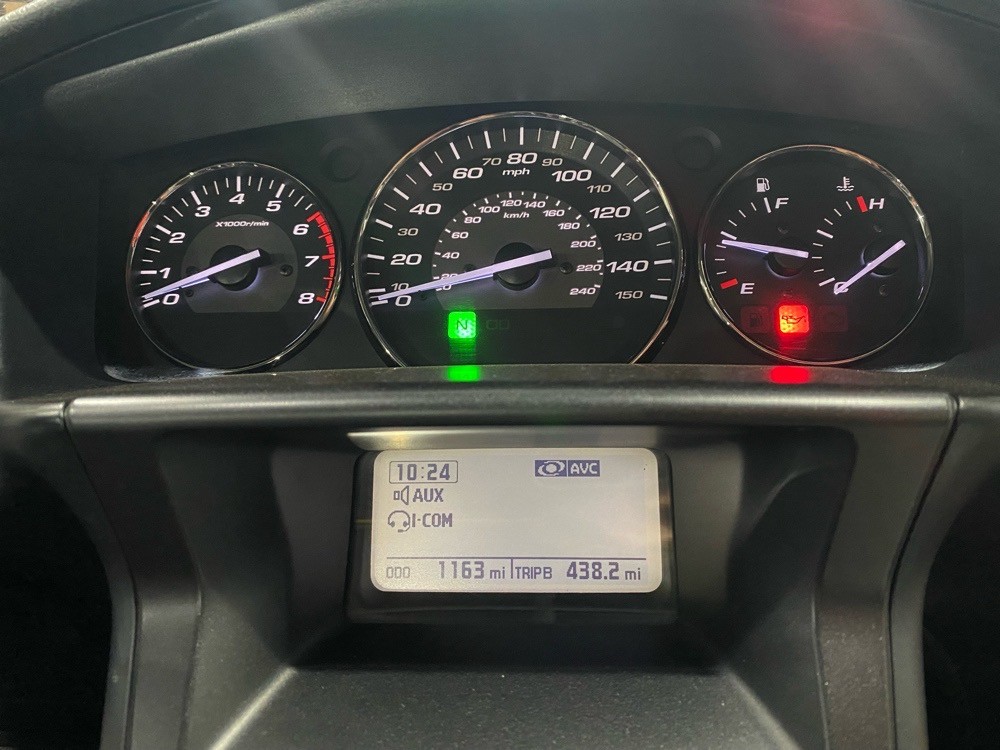 0 1 2 3 4 5 6 7 8
X1000r/min
0 20 30 40 50 60 70 80 90 100 110 120 130 140 150
mph
40 60 80 100 120 140 160 180 200 220 240
km/h
N
F
E
H
C
10:24 AVC
AUX
I-COM
ODO 1163 mi TRIP B 438.2 mi